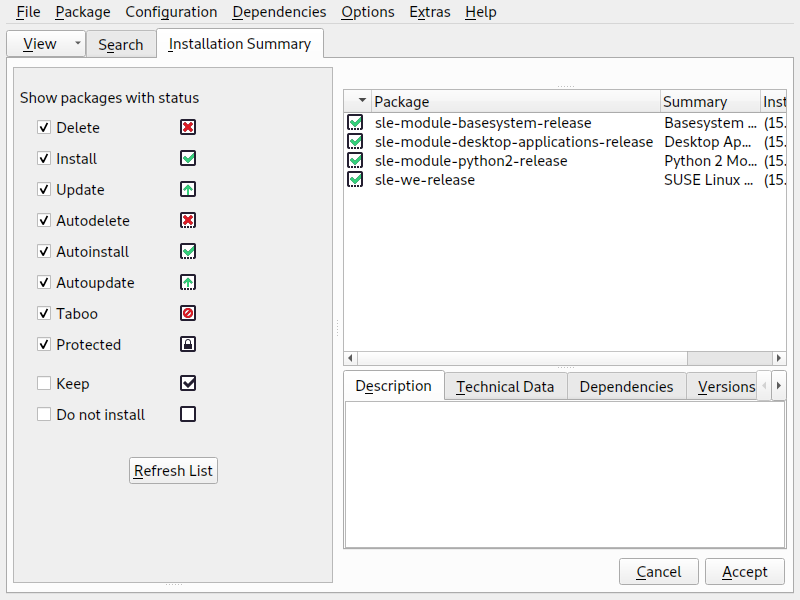 File Package Configuration Dependencies Options Extras Help
View Search Installation Summary
Show packages with status
Delete
Install
Update
Autodelete
Autoinstall
Autoupdate
Taboo
Protected
Keep
Do not install
Refresh List
Package Summary Inst
sle-module-basesystem-release Basesystem ... (15.
sle-module-desktop-applications-release Desktop Ap... (15.
sle-module-python2-release Python 2 Mo... (15.
sle-we-release SUSE Linux ... (15.
Description Technical Data Dependencies Versions
Cancel Accept